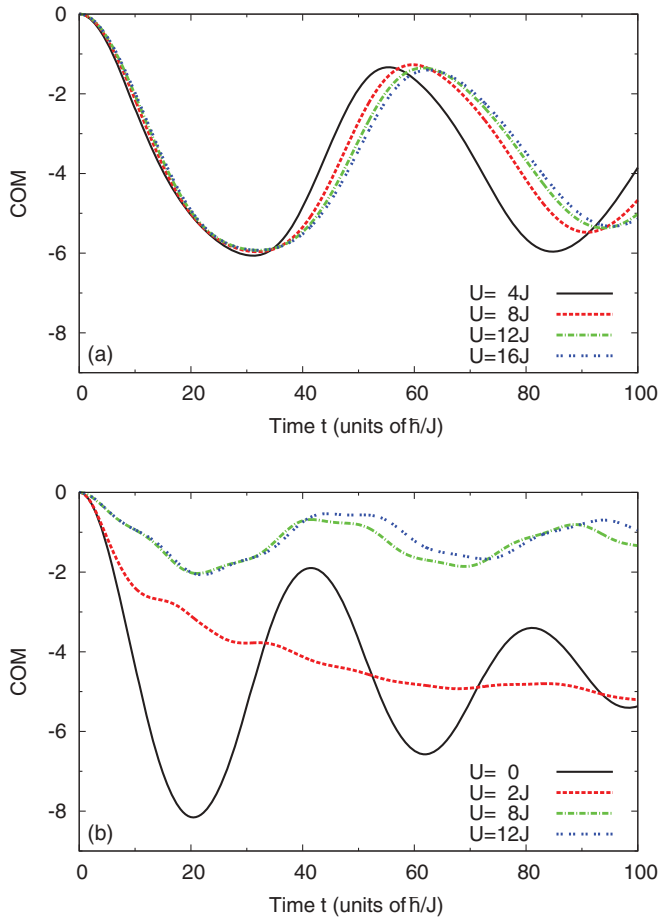 0
-2
-4
-6
-8
COM
(a)
U= 4J
U= 8J
U=12J
U=16J
0 20 40 60 80 100
Time t (units of ħ/J)
0
-2
-4
-6
-8
COM
(b)
U= 0
U= 2J
U= 8J
U=12J
0 20 40 60 80 100
Time t (units of ħ/J)